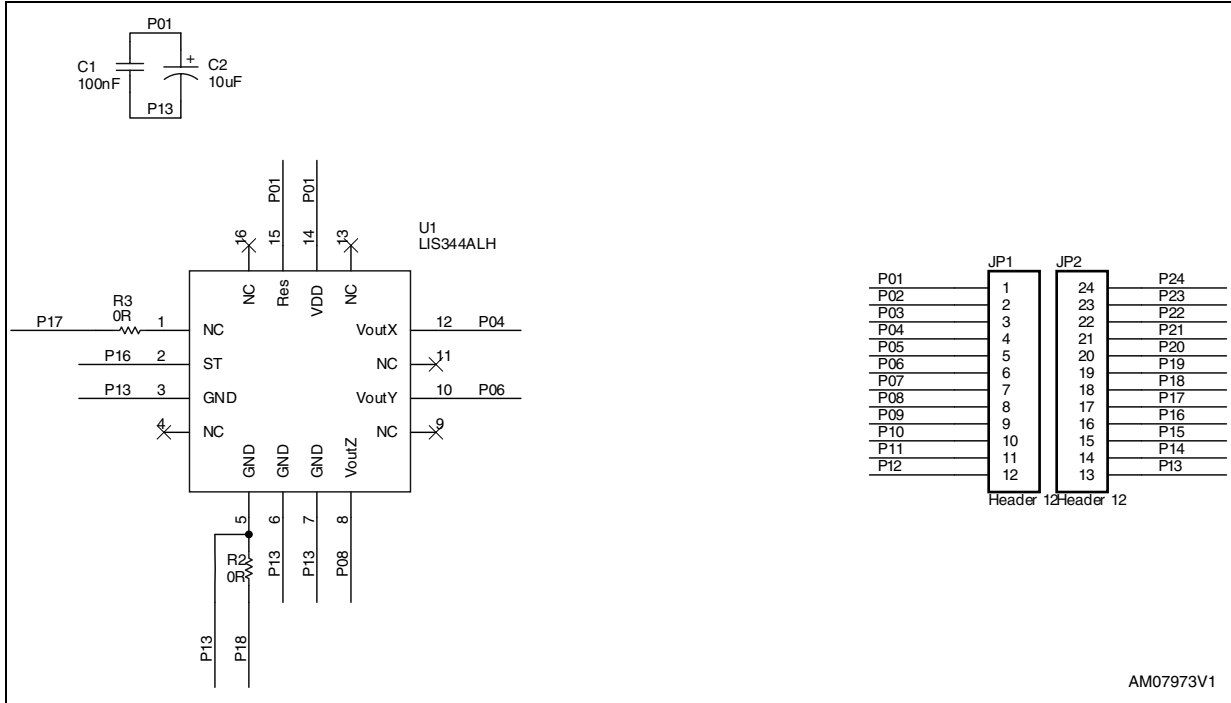 P01
+
C1
100nF
C2
10uF
P13
P01
P01
16
15
14
13
U1
LIS344ALH
NC
Res
VDD
NC
R3
0R
P17
1
NC
VoutX
12
P04
P16
2
ST
NC
11
P13
3
GND
VoutY
10
P06
4
NC
NC
9
GND
GND
GND
VoutZ
5
6
7
8
R2
0R
P13
P13
P08
P13
P18
JP1
JP2
P01
1
24
P24
P02
2
23
P23
P03
3
22
P22
P04
4
21
P21
P05
5
20
P20
P06
6
19
P19
P07
7
18
P18
P08
8
17
P17
P09
9
16
P16
P10
10
15
P15
P11
11
14
P14
P12
12
13
P13
Header 12
Header 12
AM07973V1